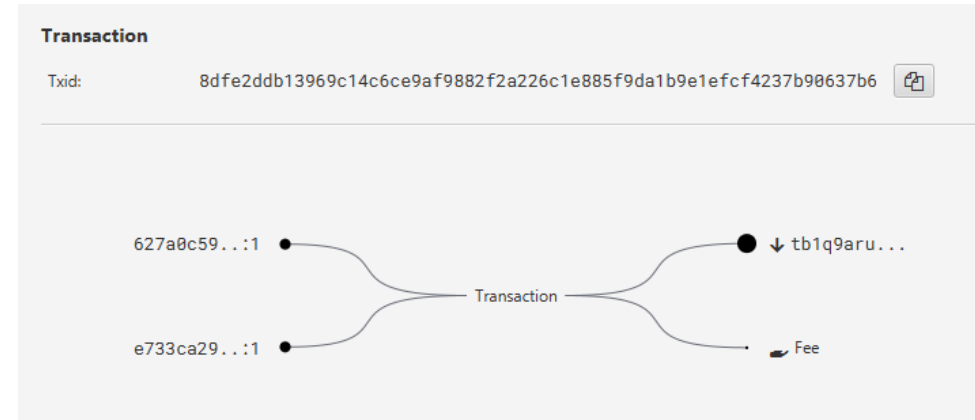 Transaction
Txid: 8dfe2ddb13969c14c6ce9af9882f2a226c1e885f9da1b9e1efcf4237b90637b6
627a0c59..:1
tb1q9aru...
Transaction
e733ca29..:1
Fee